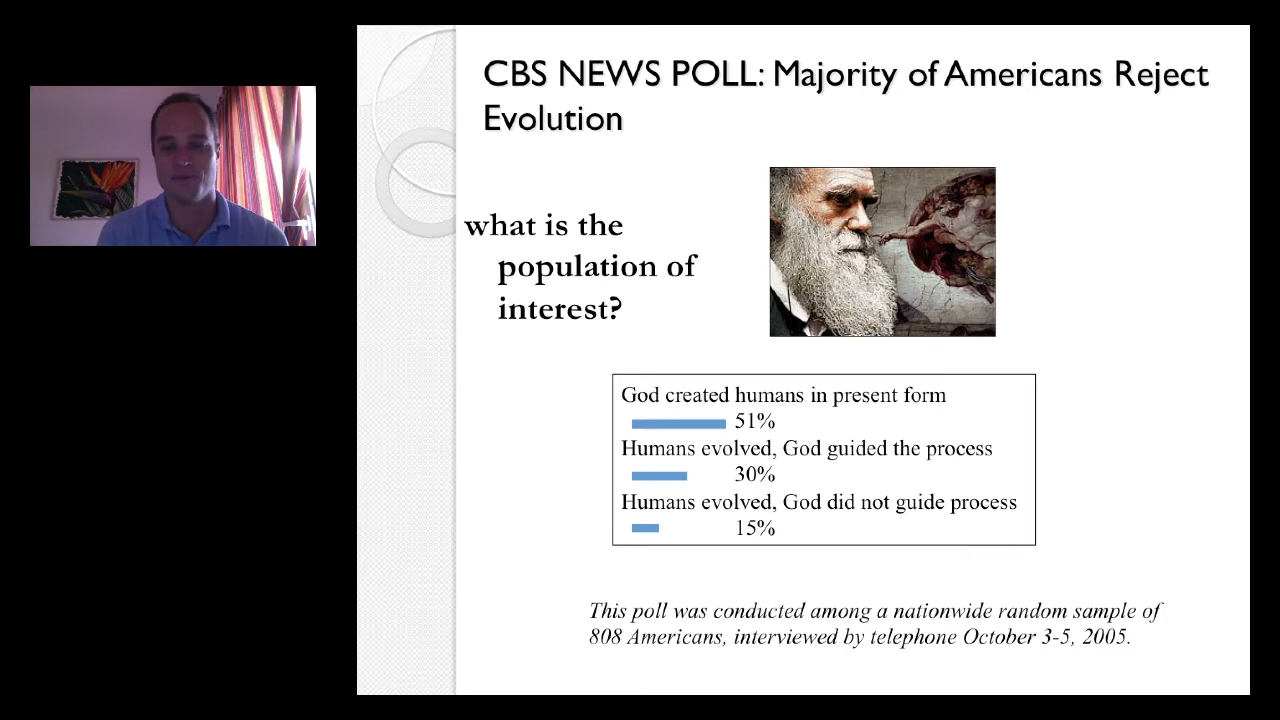 CBS NEWS POLL: Majority of Americans Reject
Evolution
what is the
population of
interest?
God created humans in present form
51%
Humans evolved, God guided the process
30%
Humans evolved, God did not guide process
15%
This poll was conducted among a nationwide random sample of
808 Americans, interviewed by telephone October 3-5, 2005.